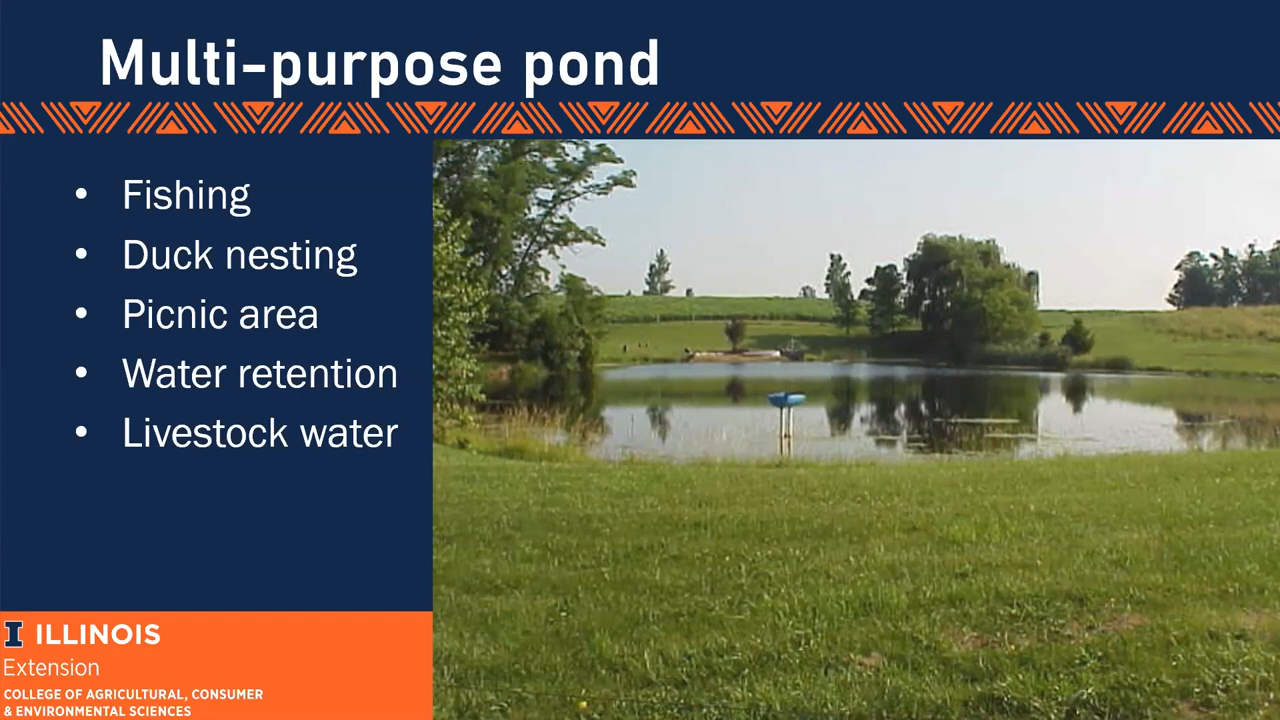 Multi-purpose pond
• Fishing
• Duck nesting
• Picnic area
• Water retention
• Livestock water
I ILLINOIS
Extension
COLLEGE OF AGRICULTURAL, CONSUMER
& ENVIRONMENTAL SCIENCES